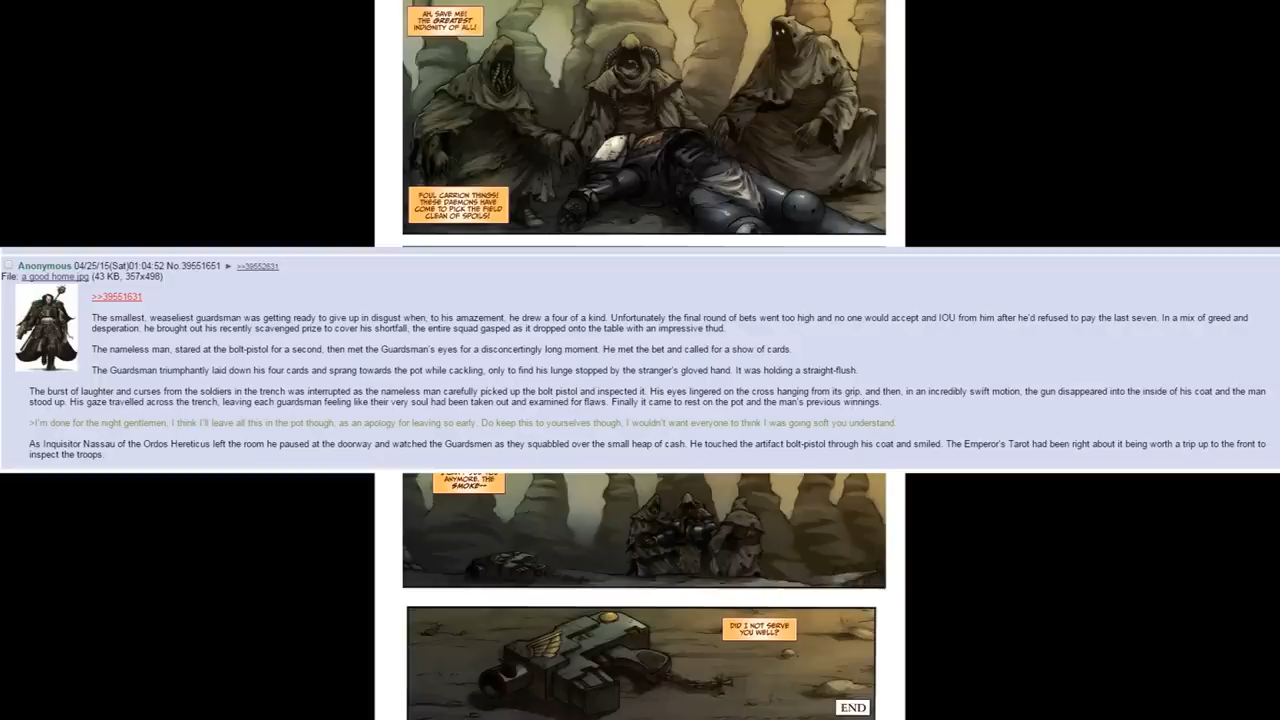 AH, SAVE ME!
THE GREATEST
INDIGNITY OF ALL!
FOUL CARRION THINGS!
THESE DAEMONS HAVE
COME TO PICK THE FIELD
CLEAN OF SPOILS!
Anonymous 04/25/15(Sat)01:04:52 No.39551651 ► >>39552631
File: a good home.jpg (43 KB, 357x498)
>>39551631
The smallest, weaseliest guardsman was getting ready to give up in disgust when, to his amazement, he drew a four of a kind. Unfortunately the final round of bets went too high and no one would accept and IOU from him after he'd refused to pay the last seven. In a mix of greed and
desperation, he brought out his recently scavenged prize to cover his shortfall, the entire squad gasped as it dropped onto the table with an impressive thud.
The nameless man, stared at the bolt-pistol for a second, then met the Guardsman's eyes for a disconcertingly long moment. He met the bet and called for a show of cards.
The Guardsman triumphantly laid down his four cards and sprang towards the pot while cackling, only to find his lunge stopped by the stranger's gloved hand. It was holding a straight-flush.
The burst of laughter and curses from the soldiers in the trench was interrupted as the nameless man carefully picked up the bolt pistol and inspected it. His eyes lingered on the cross hanging from its grip, and then, in an incredibly swift motion, the gun disappeared into the inside of his coat and the man
stood up. His gaze travelled across the trench, leaving each guardsman feeling like their very soul had been taken out and examined for flaws. Finally it came to rest on the pot and the man's previous winnings.
>I'm done for the night gentlemen, I think I'll leave all this in the pot though, as an apology for leaving so early. Do keep this to yourselves though, I wouldn't want everyone to think I was going soft you understand.
As Inquisitor Nassau of the Ordos Hereticus left the room he paused at the doorway and watched the Guardsmen as they squabbled over the small heap of cash. He touched the artifact bolt-pistol through his coat and smiled. The Emperor's Tarot had been right about it being worth a trip up to the front to
inspect the troops.
ANYMORE, THE
SMOKE--
DID I NOT SERVE
YOU WELL?
END